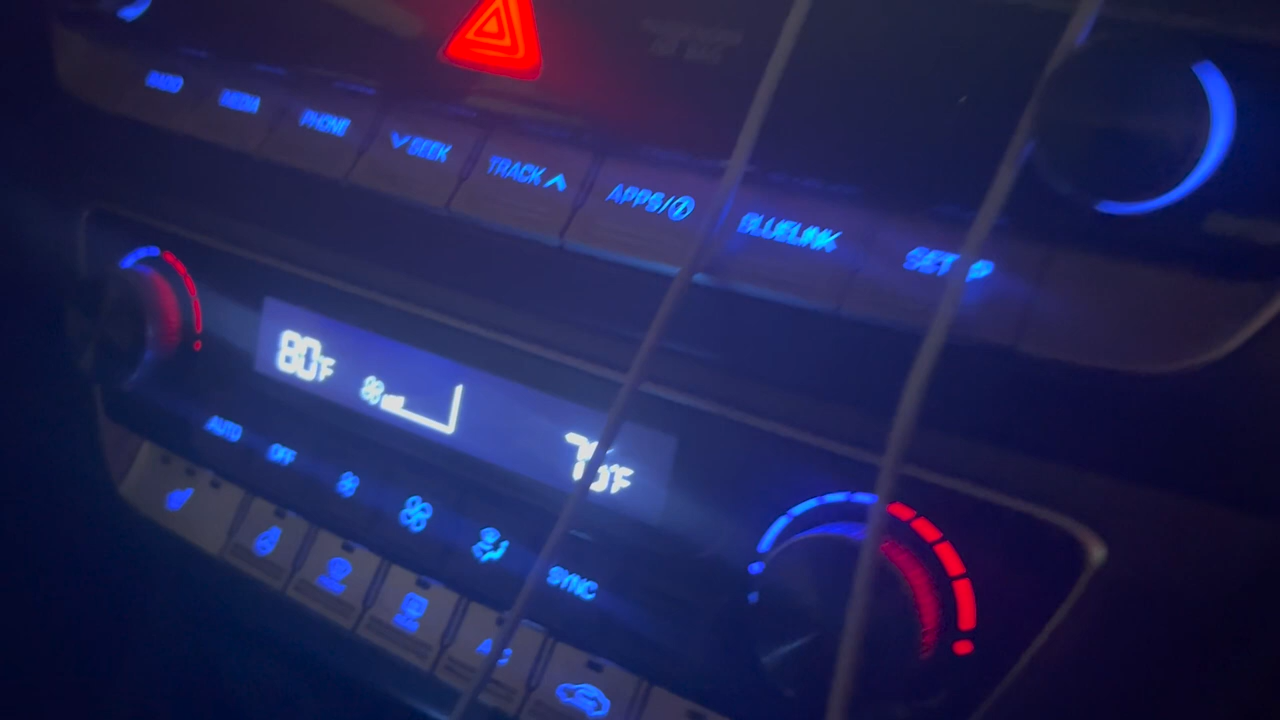 RADIO MEDIA PHONE SEEK TRACK APPS/i BLUELINK SETUP
80°F
AUTO OFF SYNC
A/C